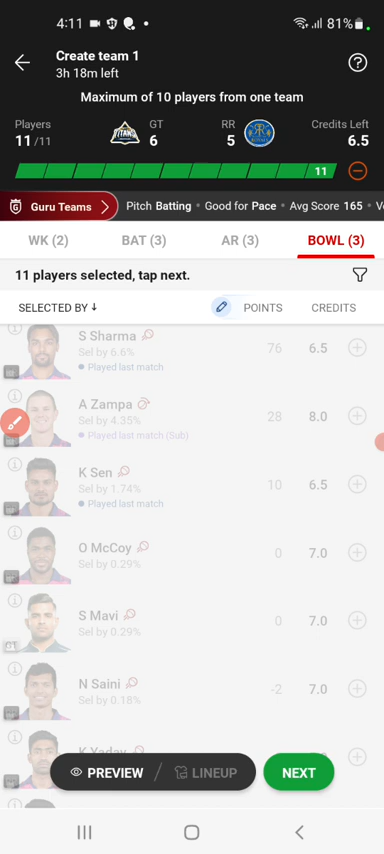 4:11 81%
Create team 1
3h 18m left
Maximum of 10 players from one team
Players GT RR Credits Left
11/11 TITANS 6 5 6.5
11
Guru Teams Pitch Batting • Good for Pace • Avg Score 165 •
WK (2) BAT (3) AR (3) BOWL (3)
11 players selected, tap next.
SELECTED BY ↓ POINTS CREDITS
S Sharma
Sel by 6.6% 76 6.5
Played last match
A Zampa
Sel by 4.35% 28 8.0
Played last match (Sub)
K Sen
Sel by 1.74% 10 6.5
Played last match
O McCoy
Sel by 0.29% 0 7.0
S Mavi
Sel by 0.29% 0 7.0
GT
N Saini
Sel by 0.18% -2 7.0
K Yadav
PREVIEW / LINEUP NEXT